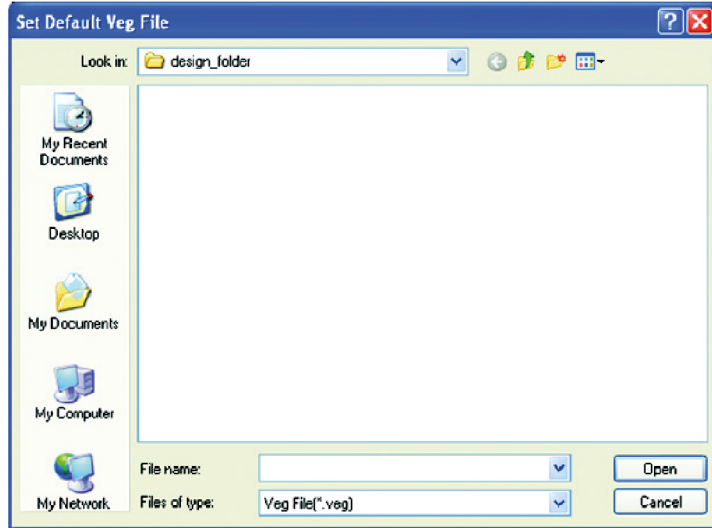 Set Default Veg File
Look in: design_folder
My Recent
Documents
Desktop
My Documents
My Computer
My Network
File name:
Open
Files of type: Veg File(*.veg)
Cancel